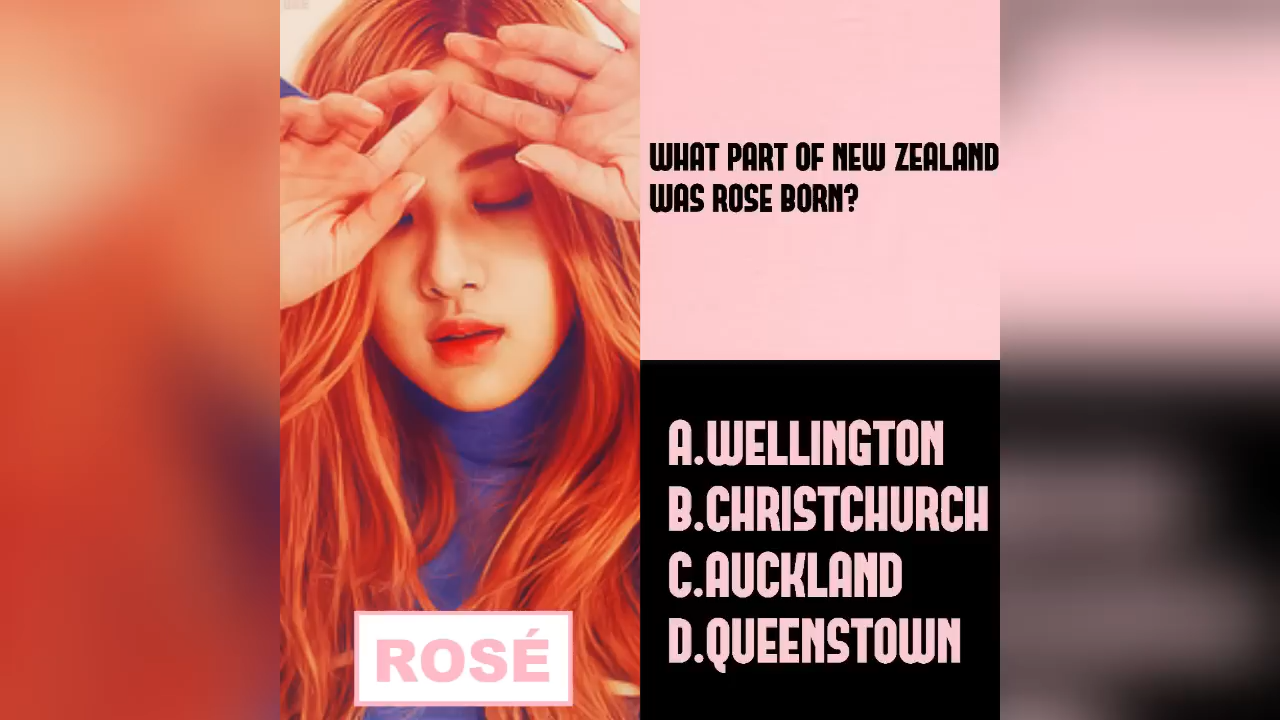 WHAT PART OF NEW ZEALAND
WAS ROSE BORN?
A.WELLINGTON
B.CHRISTCHURCH
C.AUCKLAND
D.QUEENSTOWN
ROSÉ